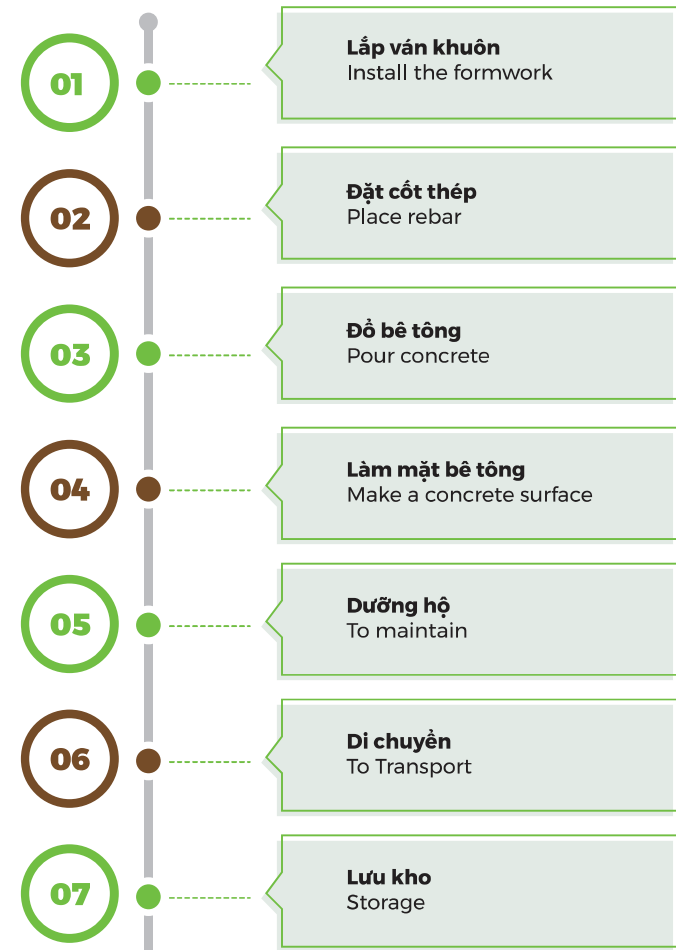 01
Lắp ván khuôn
Install the formwork
02
Đặt cốt thép
Place rebar
03
Đổ bê tông
Pour concrete
04
Làm mặt bê tông
Make a concrete surface
05
Dưỡng hộ
To maintain
06
Di chuyển
To Transport
07
Lưu kho
Storage